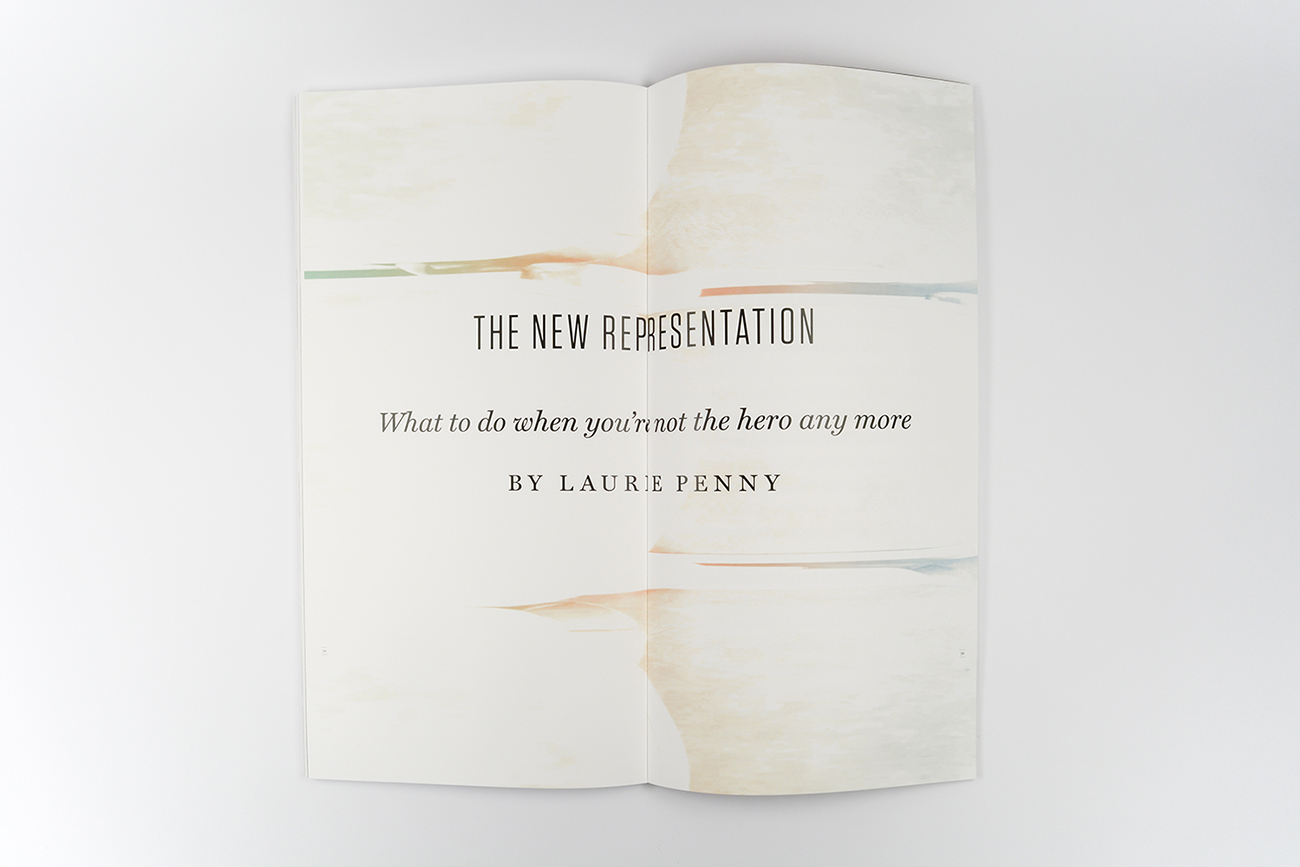 THE NEW REPRESENTATION
What to do when you're not the hero any more
BY LAURIE PENNY